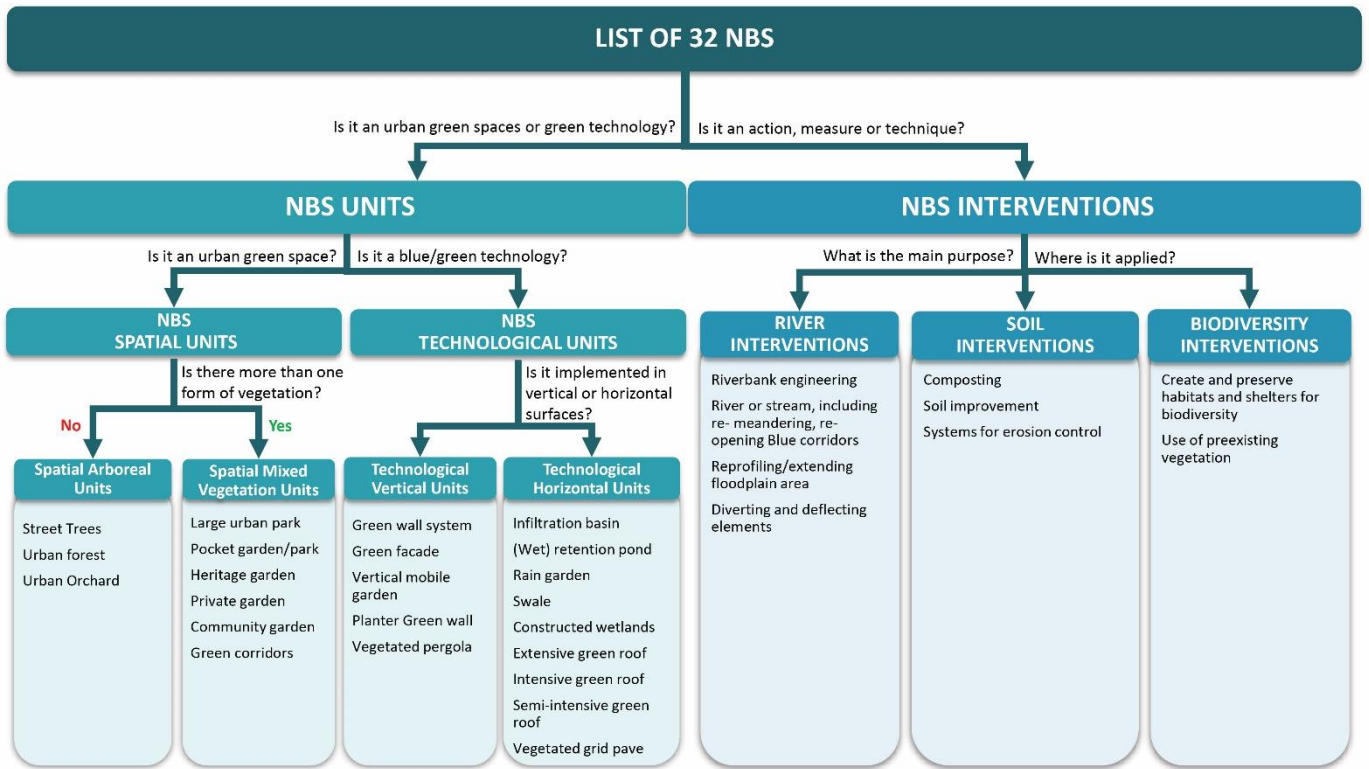 LIST OF 32 NBS
Is it an urban green spaces or green technology?
Is it an action, measure or technique?
NBS UNITS
NBS INTERVENTIONS
Is it an urban green space?
Is it a blue/green technology?
What is the main purpose?
Where is it applied?
NBS
SPATIAL UNITS
NBS
TECHNOLOGICAL UNITS
RIVER
INTERVENTIONS
SOIL
INTERVENTIONS
BIODIVERSITY
INTERVENTIONS
Is there more than one
form of vegetation?
Is it implemented in
vertical or horizontal
surfaces?
No
Yes
Spatial Arboreal
Units
Street Trees
Urban forest
Urban Orchard
Spatial Mixed
Vegetation Units
Large urban park
Pocket garden/park
Heritage garden
Private garden
Community garden
Green corridors
Technological
Vertical Units
Green wall system
Green facade
Vertical mobile
garden
Planter Green wall
Vegetated pergola
Technological
Horizontal Units
Infiltration basin
(Wet) retention pond
Rain garden
Swale
Constructed wetlands
Extensive green roof
Intensive green roof
Semi-intensive green
roof
Vegetated grid pave
Riverbank engineering
River or stream, including
re- meandering, re-
opening Blue corridors
Reprofiling/extending
floodplain area
Diverting and deflecting
elements
Composting
Soil improvement
Systems for erosion control
Create and preserve
habitats and shelters for
biodiversity
Use of preexisting
vegetation